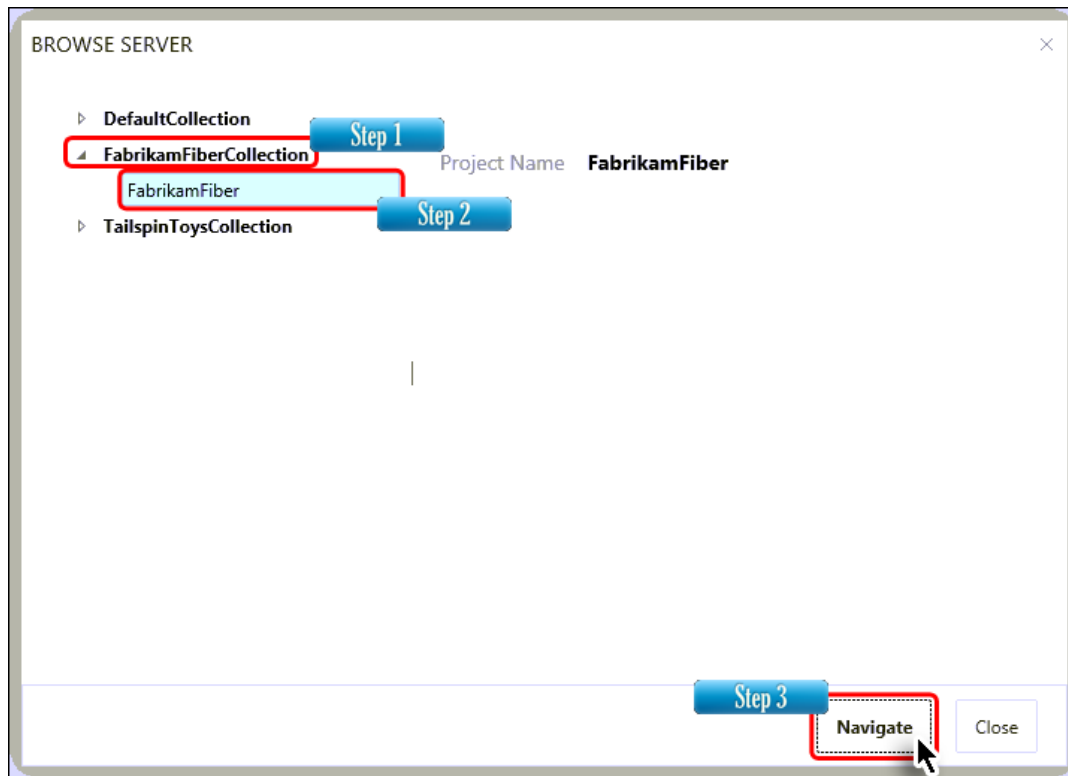 BROWSE SERVER
DefaultCollection
Step 1
FabrikamFiberCollection
Project Name FabrikamFiber
FabrikamFiber
Step 2
TailspinToysCollection
Step 3
Navigate
Close